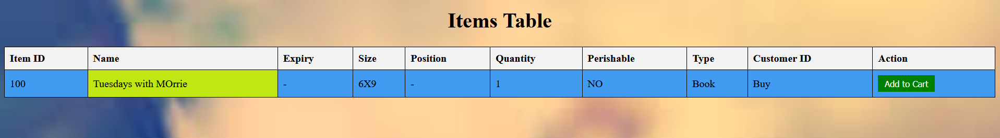 Items Table
Item ID Name Expiry Size Position Quantity Perishable Type Customer ID Action
100 Tuesdays with MOrrie - 6X9 - 1 NO Book Buy Add to Cart